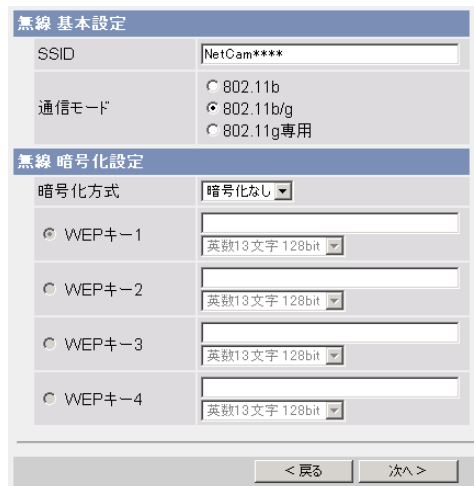 無線 基本設定
SSID
NetCam****
通信モード
802.11b
802.11b/g
802.11g専用
無線 暗号化設定
暗号化方式
暗号化なし
WEPキー1
英数13文字 128bit
WEPキー2
英数13文字 128bit
WEPキー3
英数13文字 128bit
WEPキー4
英数13文字 128bit
< 戻る
次へ >